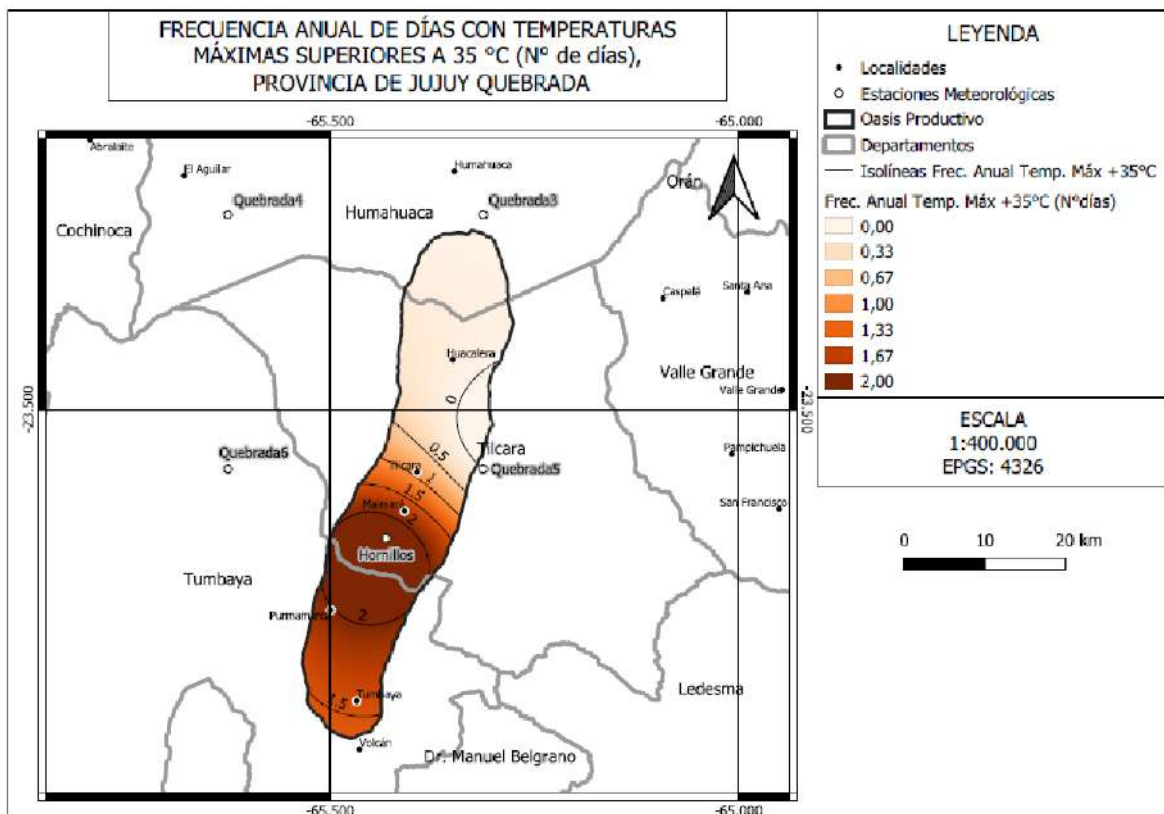 FRECUENCIA ANUAL DE DÍAS CON TEMPERATURAS
MÁXIMAS SUPERIORES A 35 °C (N° de días),
PROVINCIA DE JUJUY QUEBRADA
-65.500
-65.000
Abralaite
El Aguilar
Humahuaca
Orán
Quebrada4
Humahuaca
Quebrada3
Cochinoca
Caspalá
Santa Ana
Huacalera
Valle Grande
Valle Grande
0
-23.500
-23.500
0.5
Tilcara
Pampichuela
Quebrada6
Tilcara
1
Quebrada5
1.5
San Francisco
Maimará
2
Hornillos
Tumbaya
Purmamarca
2
Ledesma
1.5
Tumbaya
Volcán
Dr. Manuel Belgrano
-65.500
-65.000
LEYENDA
Localidades
Estaciones Meteorológicas
Oasis Productivo
Departamentos
Isolíneas Frec. Anual Temp. Máx +35°C
Frec. Anual Temp. Máx +35°C (N°días)
0,00
0,33
0,67
1,00
1,33
1,67
2,00
ESCALA
1:400.000
EPGS: 4326
0 10 20 km